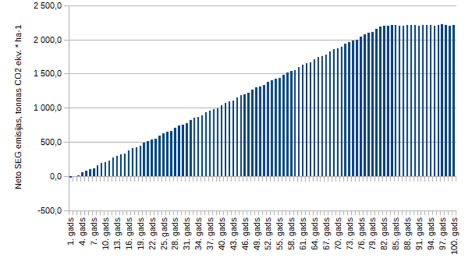 Neto SEG emisijas, tonnas CO2 ekv. * ha-1
2 500,0
2 000,0
1 500,0
1 000,0
500,0
0,0
-500,0
1. gads
4. gads
7. gads
10. gads
13. gads
16. gads
19. gads
22. gads
25. gads
28. gads
31. gads
34. gads
37. gads
40. gads
43. gads
46. gads
49. gads
52. gads
55. gads
58. gads
61. gads
64. gads
67. gads
70. gads
73. gads
76. gads
79. gads
82. gads
85. gads
88. gads
91. gads
94. gads
97. gads
100. gads